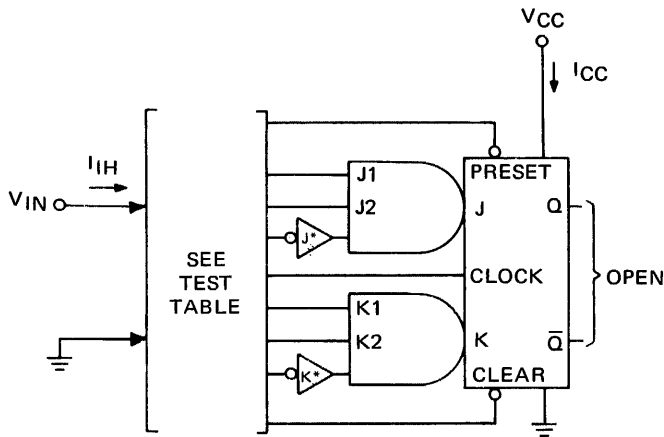 VCC
ICC
IIH
VIN
SEE
TEST
TABLE
J1
J2
J*
K1
K2
K*
PRESET
J
Q
CLOCK
K
Q̅
CLEAR
OPEN